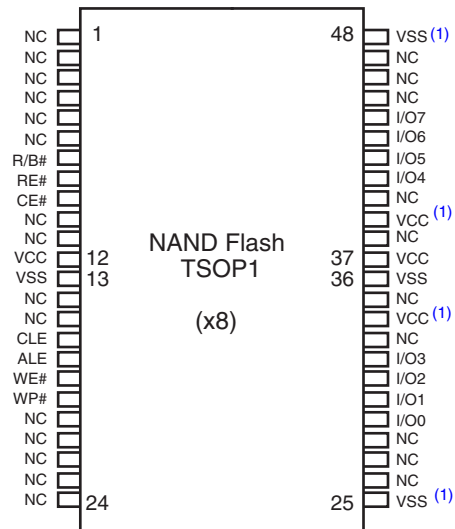 NC 1 48 VSS (1)
NC NC
NC NC
NC NC
NC I/O7
NC I/O6
R/B# I/O5
RE# I/O4
CE# NC
NC VCC (1)
NC NC
VCC 12 NAND Flash 37 VCC
VSS 13 TSOP1 36 VSS
NC NC
NC (x8) VCC (1)
CLE NC
ALE I/O3
WE# I/O2
WP# I/O1
NC I/O0
NC NC
NC NC
NC NC
NC 24 25 VSS (1)